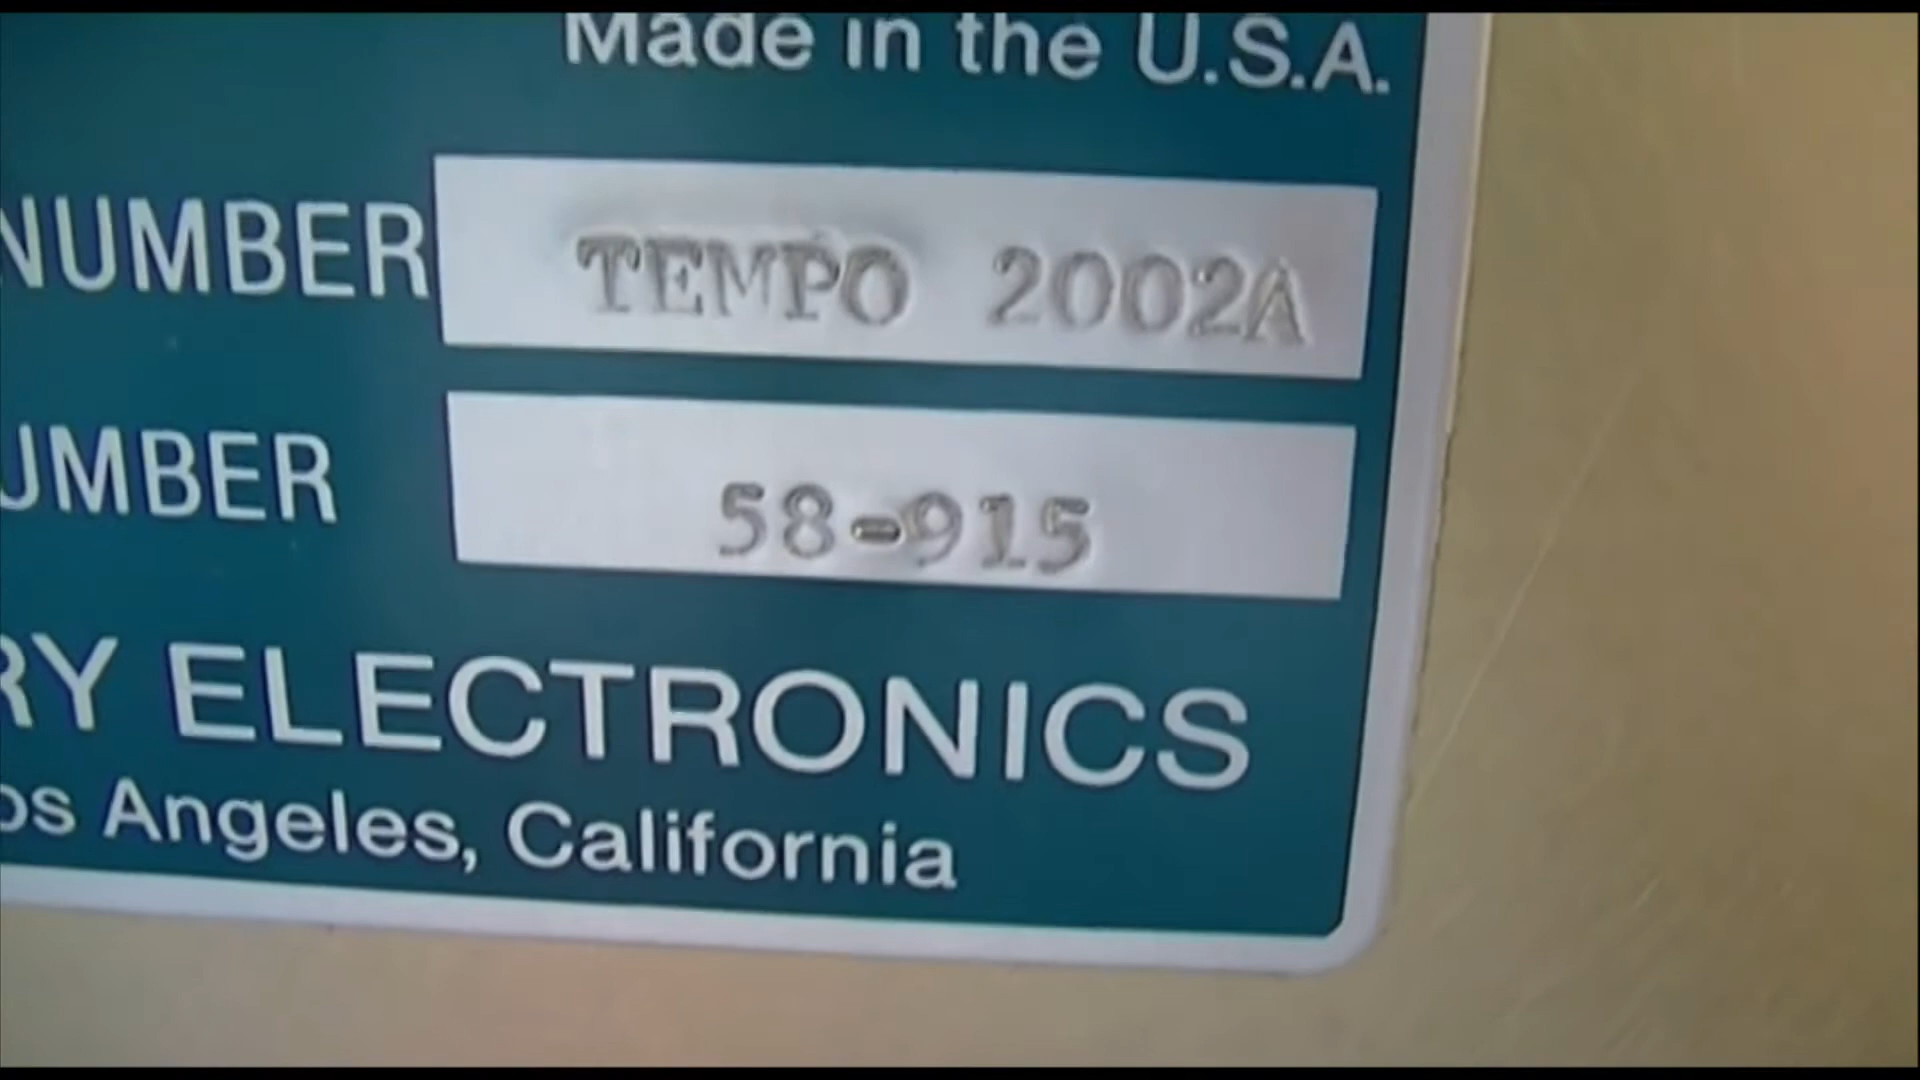 Made in the U.S.A.
NUMBER TEMPO 2002A
UMBER 58-915
RY ELECTRONICS
os Angeles, California